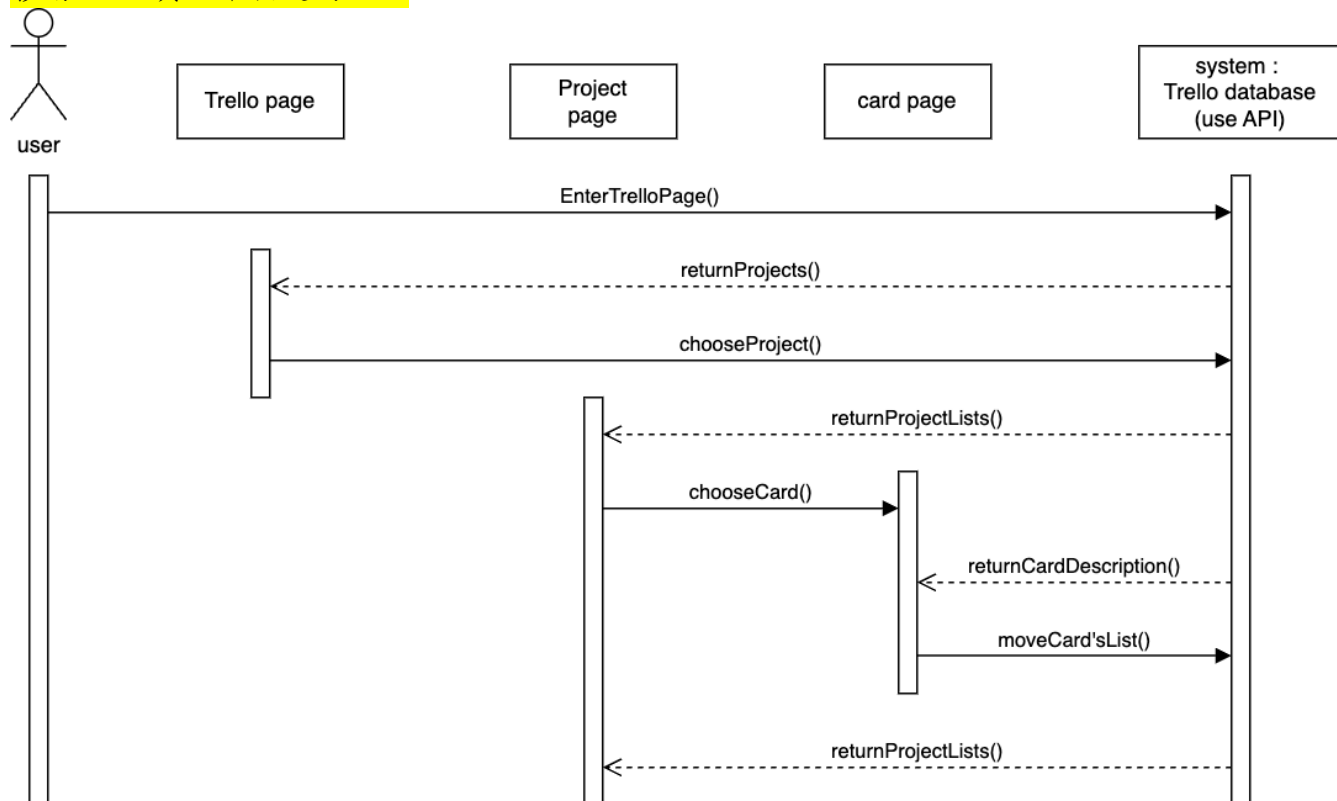 user
Trello page
Project
page
card page
system :
Trello database
(use API)
EnterTrelloPage()
returnProjects()
chooseProject()
returnProjectLists()
chooseCard()
returnCardDescription()
moveCard'sList()
returnProjectLists()